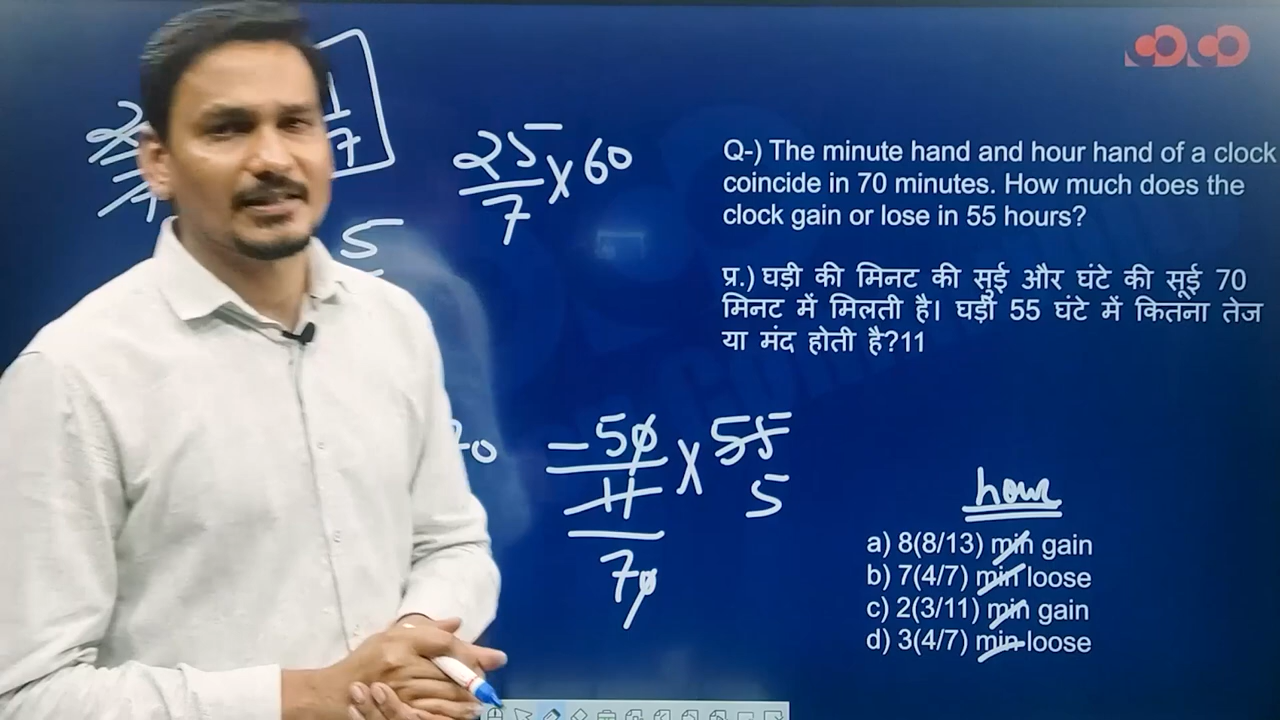 1
7
5
25 × 60
7
Q-) The minute hand and hour hand of a clock
coincide in 70 minutes. How much does the
clock gain or lose in 55 hours?
प्र.) घड़ी की मिनट की सुई और घंटे की सूई 70
मिनट में मिलती है। घड़ी 55 घंटे में कितना तेज
या मंद होती है?11
-50 × 55
11 5
70
hour
a) 8(8/13) min gain
b) 7(4/7) min loose
c) 2(3/11) min gain
d) 3(4/7) min loose